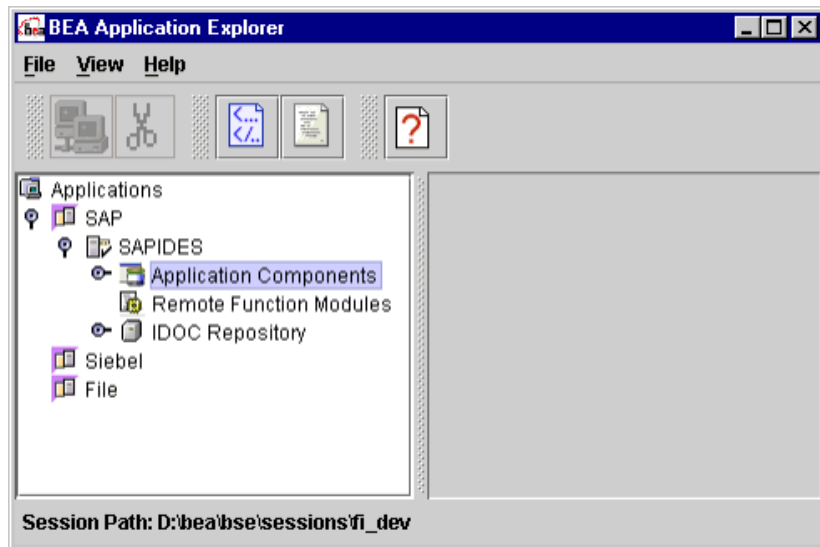 BEA Application Explorer
File View Help
Applications
SAP
SAPIDES
Application Components
Remote Function Modules
IDOC Repository
Siebel
File
Session Path: D:\bea\bse\sessions\fi_dev